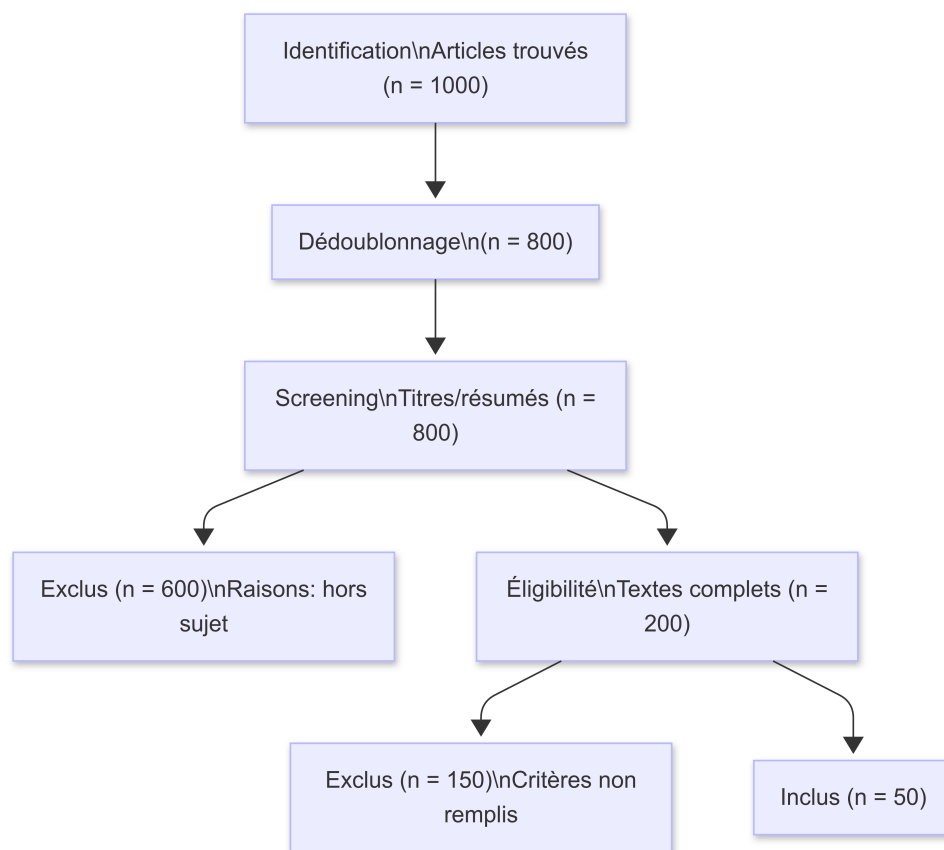 Identification\nArticles trouvés
(n = 1000)
Dédoublonnage\n(n = 800)
Screening\nTitres/résumés (n =
800)
Exclus (n = 600)\nRaisons: hors
sujet
Éligibilité\nTextes complets (n =
200)
Exclus (n = 150)\nCritères non
remplis
Inclus (n = 50)